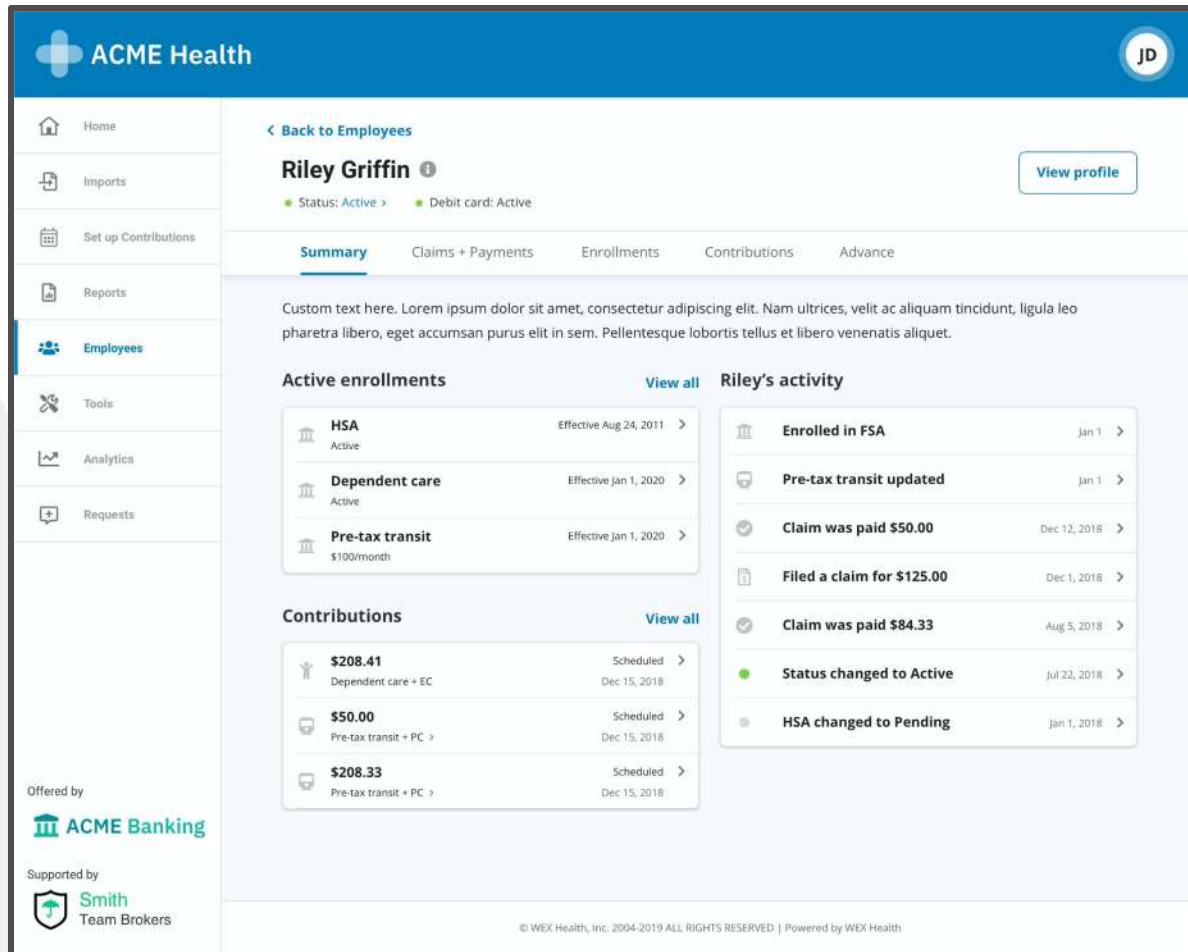 ACME Health
JD
Home
Imports
Set up Contributions
Reports
Employees
Tools
Analytics
Requests
Offered by
ACME Banking
Supported by
Smith
Team Brokers
< Back to Employees
Riley Griffin
View profile
Status: Active >
Debit card: Active
Summary
Claims + Payments
Enrollments
Contributions
Advance
Custom text here. Lorem ipsum dolor sit amet, consectetur adipiscing elit. Nam ultrices, velit ac aliquam tincidunt, ligula leo
pharetra libero, eget accumsan purus elit in sem. Pellentesque lobortis tellus et libero venenatis aliquet.
Active enrollments
View all
HSA
Effective Aug 24, 2011
Active
Dependent care
Effective Jan 1, 2020
Active
Pre-tax transit
Effective Jan 1, 2020
$100/month
Contributions
View all
$208.41
Scheduled
Dependent care + EC
Dec 15, 2018
$50.00
Scheduled
Pre-tax transit + PC >
Dec 15, 2018
$208.33
Scheduled
Pre-tax transit + PC >
Dec 15, 2018
Riley's activity
Enrolled in FSA
Jan 1
Pre-tax transit updated
Jan 1
Claim was paid $50.00
Dec 12, 2018
Filed a claim for $125.00
Dec 1, 2018
Claim was paid $84.33
Aug 5, 2018
Status changed to Active
Jul 22, 2018
HSA changed to Pending
Jan 1, 2018
© WEX Health, Inc. 2004-2019 ALL RIGHTS RESERVED | Powered by WEX Health